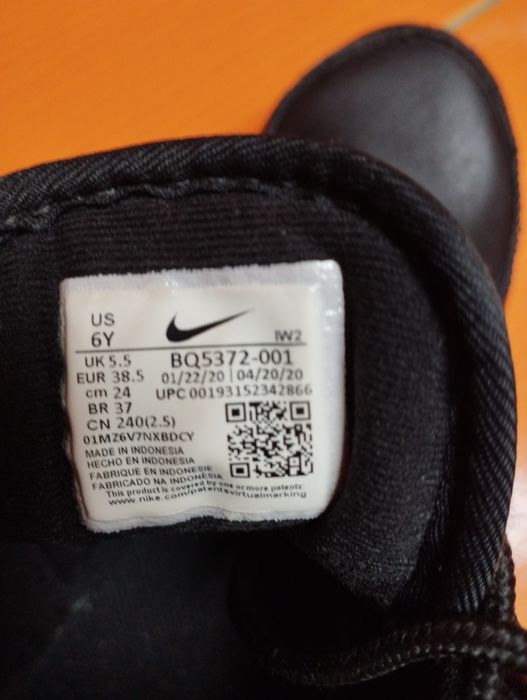 US
6Y
IW2
UK 5.5
BQ5372-001
EUR 38.5
01/22/20 04/20/20
cm 24
UPC 00193152342866
BR 37
CN 240(2.5)
01MZ6V7NXBDCY
MADE IN INDONESIA
HECHO EN INDONESIA
FABRIQUE EN INDONESIE
FABRICADO NA INDONESIA
This product is covered by one or more patents:
www.nike.com/patentsvirtualmarking